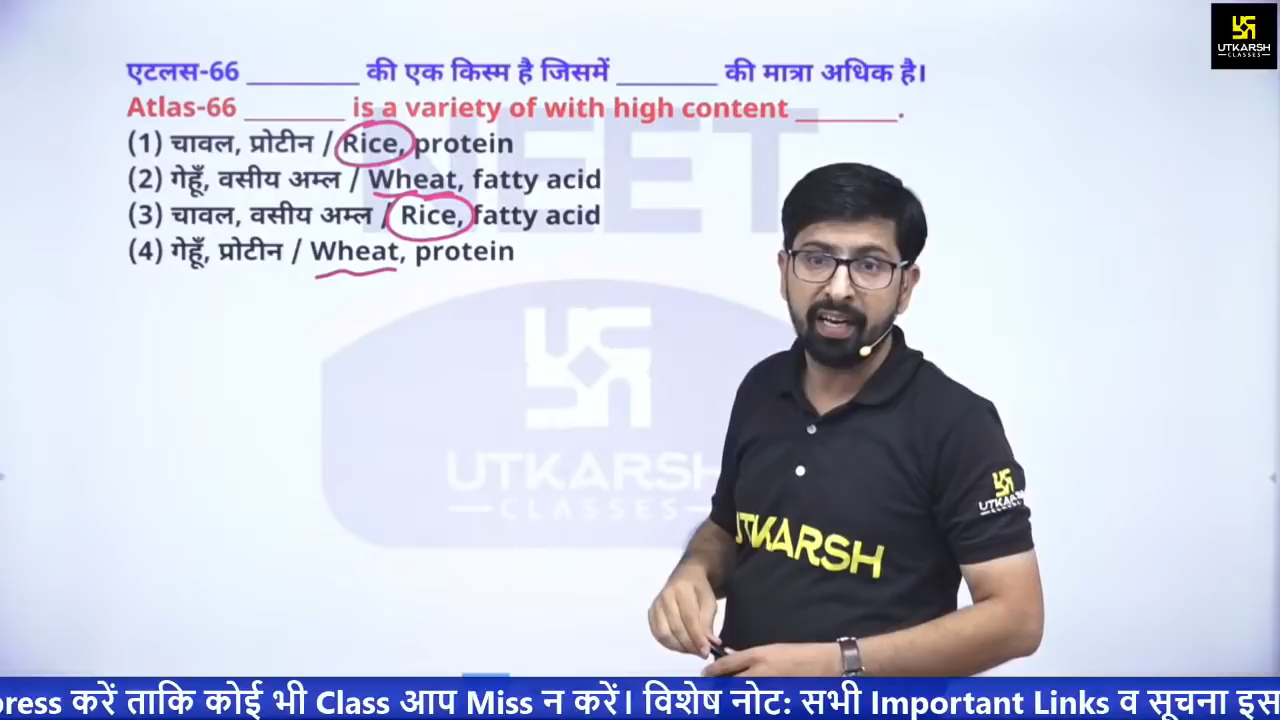 UTKARSH
CLASSES
एटलस-66 ________ की एक किस्म है जिसमें ________ की मात्रा अधिक है।
Atlas-66 ________ is a variety of with high content ________.
(1) चावल, प्रोटीन / Rice, protein
(2) गेहूँ, वसीय अम्ल / Wheat, fatty acid
(3) चावल, वसीय अम्ल / Rice, fatty acid
(4) गेहूँ, प्रोटीन / Wheat, protein
NEET
UTKARSH
CLASSES
UTKARSH
UTKARSH
press करें ताकि कोई भी Class आप Miss न करें। विशेष नोट: सभी Important Links व सूचना इस